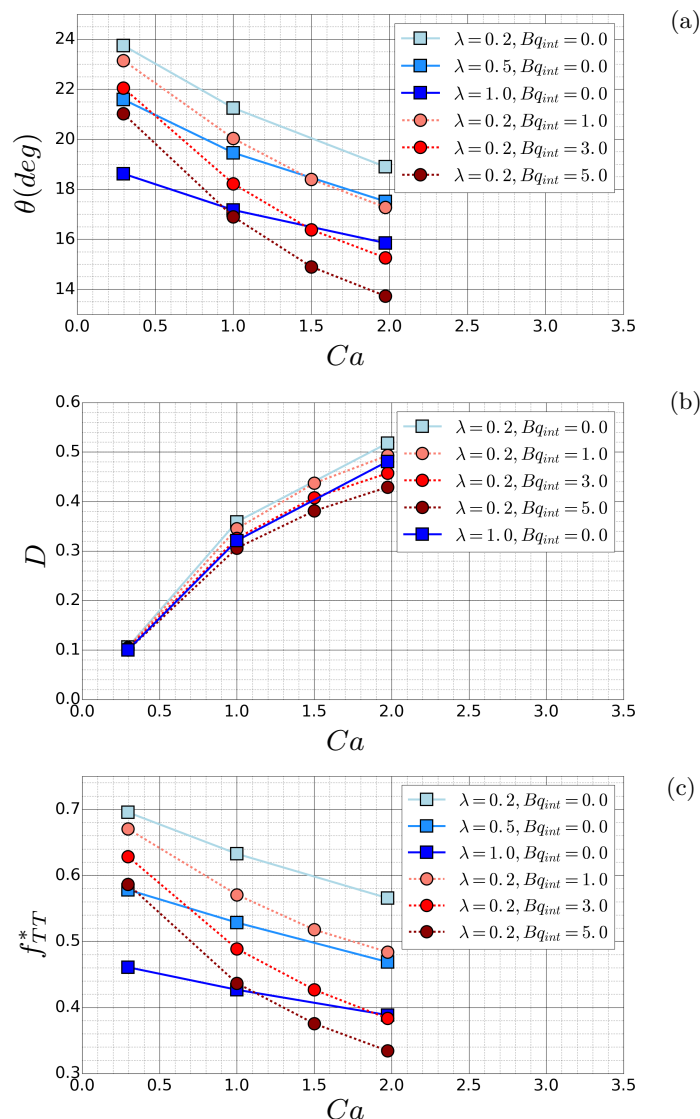 (a)
24
22
20
18
16
14
θ(deg)
0.0 0.5 1.0 1.5 2.0 2.5 3.0 3.5
Ca
λ=0.2, Bq_int=0.0
λ=0.5, Bq_int=0.0
λ=1.0, Bq_int=0.0
λ=0.2, Bq_int=1.0
λ=0.2, Bq_int=3.0
λ=0.2, Bq_int=5.0
(b)
0.6
0.5
0.4
0.3
0.2
0.1
0.0
D
0.0 0.5 1.0 1.5 2.0 2.5 3.0 3.5
Ca
λ=0.2, Bq_int=0.0
λ=0.2, Bq_int=1.0
λ=0.2, Bq_int=3.0
λ=0.2, Bq_int=5.0
λ=1.0, Bq_int=0.0
(c)
0.7
0.6
0.5
0.4
0.3
f*_TT
0.0 0.5 1.0 1.5 2.0 2.5 3.0 3.5
Ca
λ=0.2, Bq_int=0.0
λ=0.5, Bq_int=0.0
λ=1.0, Bq_int=0.0
λ=0.2, Bq_int=1.0
λ=0.2, Bq_int=3.0
λ=0.2, Bq_int=5.0